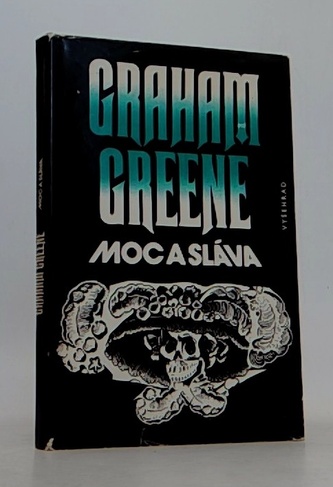 GRAHAM
GREENE
MOC A SLÁVA
VYŠEHRAD
GRAHAM GREENE
MOC A SLÁVA